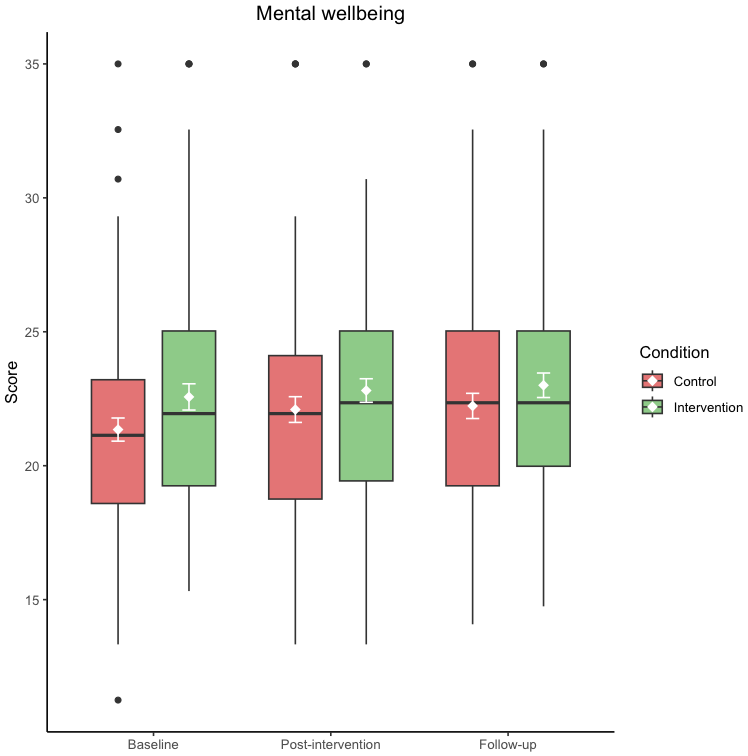 Mental wellbeing
35
30
25
20
15
Score
Baseline
Post-intervention
Follow-up
Condition
Control
Intervention